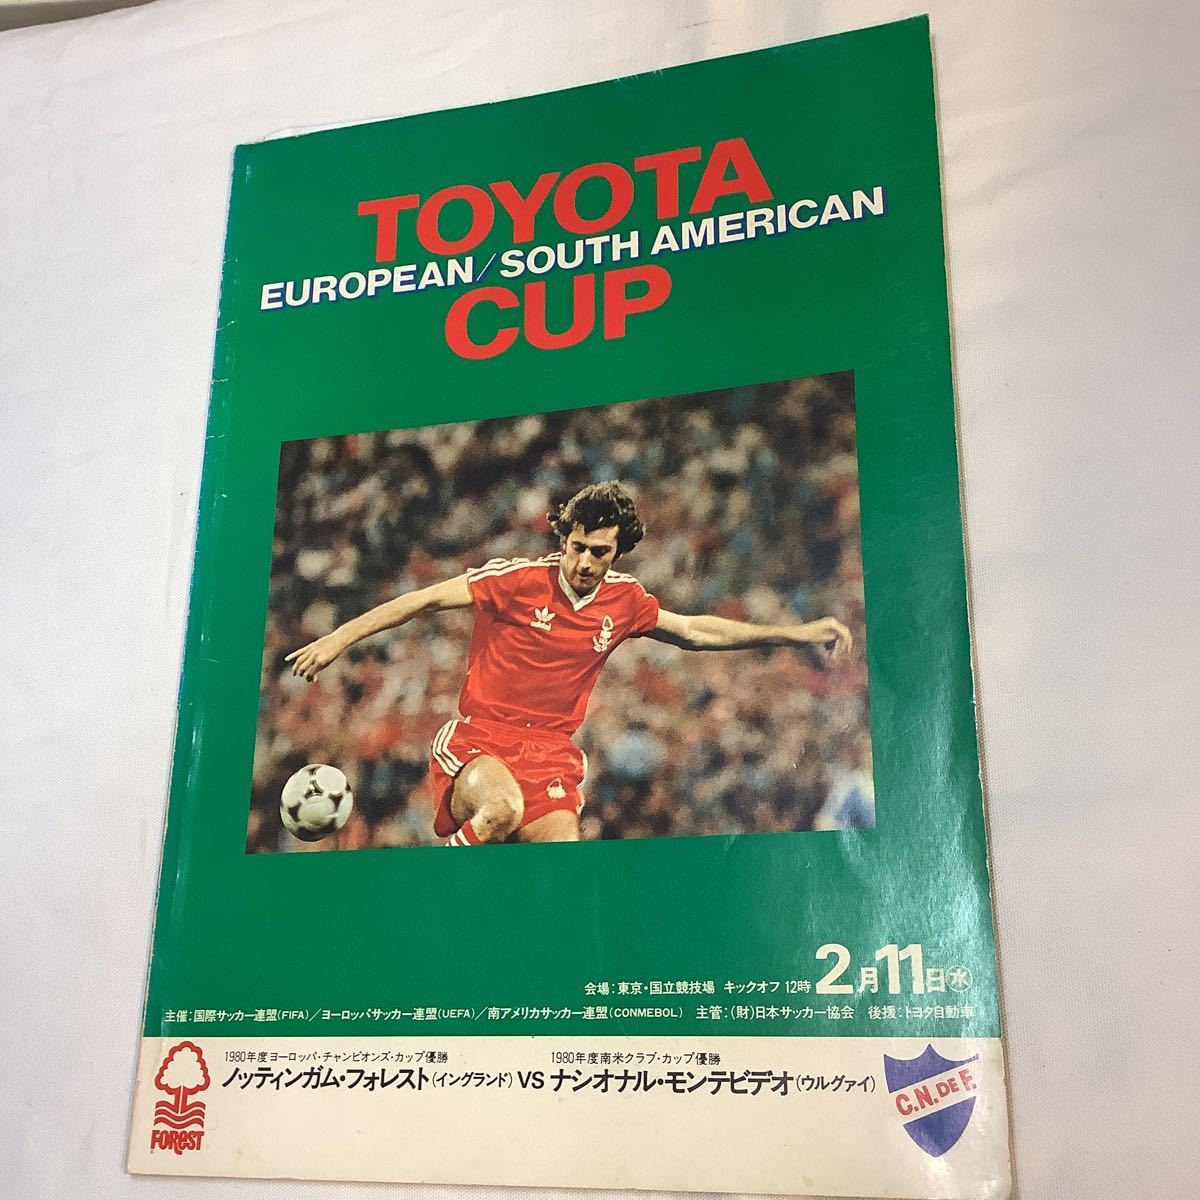 TOYOTA
EUROPEAN/SOUTH AMERICAN
CUP
adidas
会場:東京・国立競技場 キックオフ 12時 2月11日㊌
主催:国際サッカー連盟(FIFA)/ヨーロッパサッカー連盟(UEFA)/南アメリカサッカー連盟(CONMEBOL) 主管:(財)日本サッカー協会 後援:トヨタ自動車
1980年度ヨーロッパ・チャンピオンズ・カップ優勝 1980年度南米クラブ・カップ優勝
ノッティンガム・フォレスト(イングランド) VS ナシオナル・モンテビデオ(ウルグァイ)
FOREST
C.N.DE F.